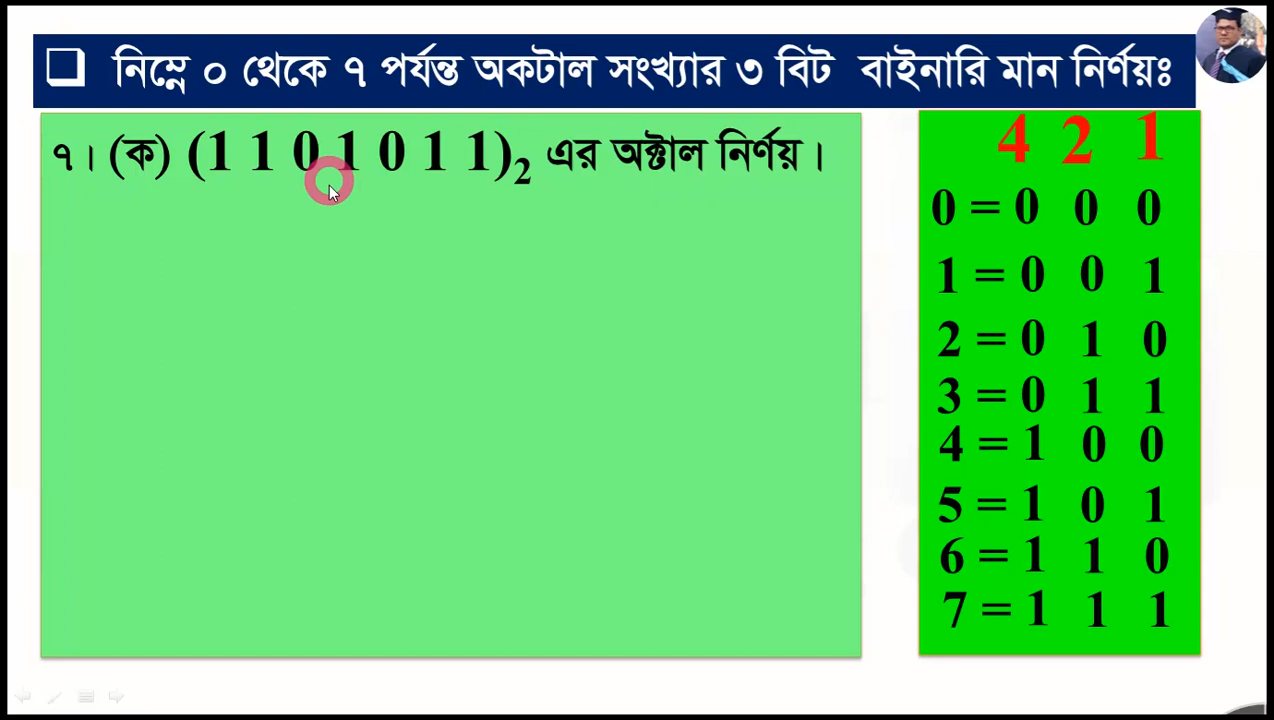 ❑ নিম্নে ০ থেকে ৭ পর্যন্ত অকটাল সংখ্যার ৩ বিট বাইনারি মান নির্ণয়ঃ
৭। (ক) (1 1 0 1 0 1 1)₂ এর অক্টাল নির্ণয়।
4 2 1
0 = 0 0 0
1 = 0 0 1
2 = 0 1 0
3 = 0 1 1
4 = 1 0 0
5 = 1 0 1
6 = 1 1 0
7 = 1 1 1